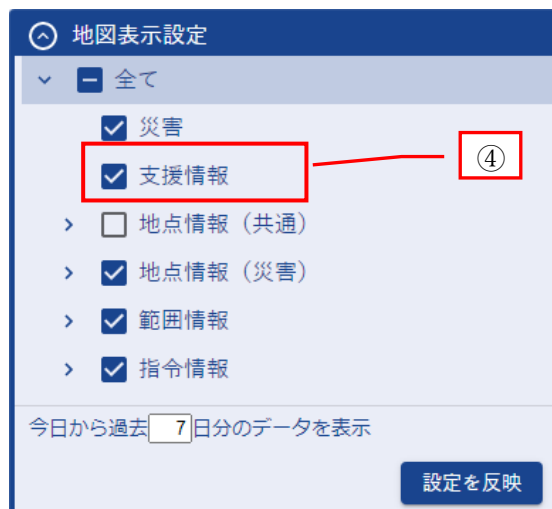 地図表示設定
全て
災害
支援情報
④
地点情報（共通）
地点情報（災害）
範囲情報
指令情報
今日から過去 7 日分のデータを表示
設定を反映